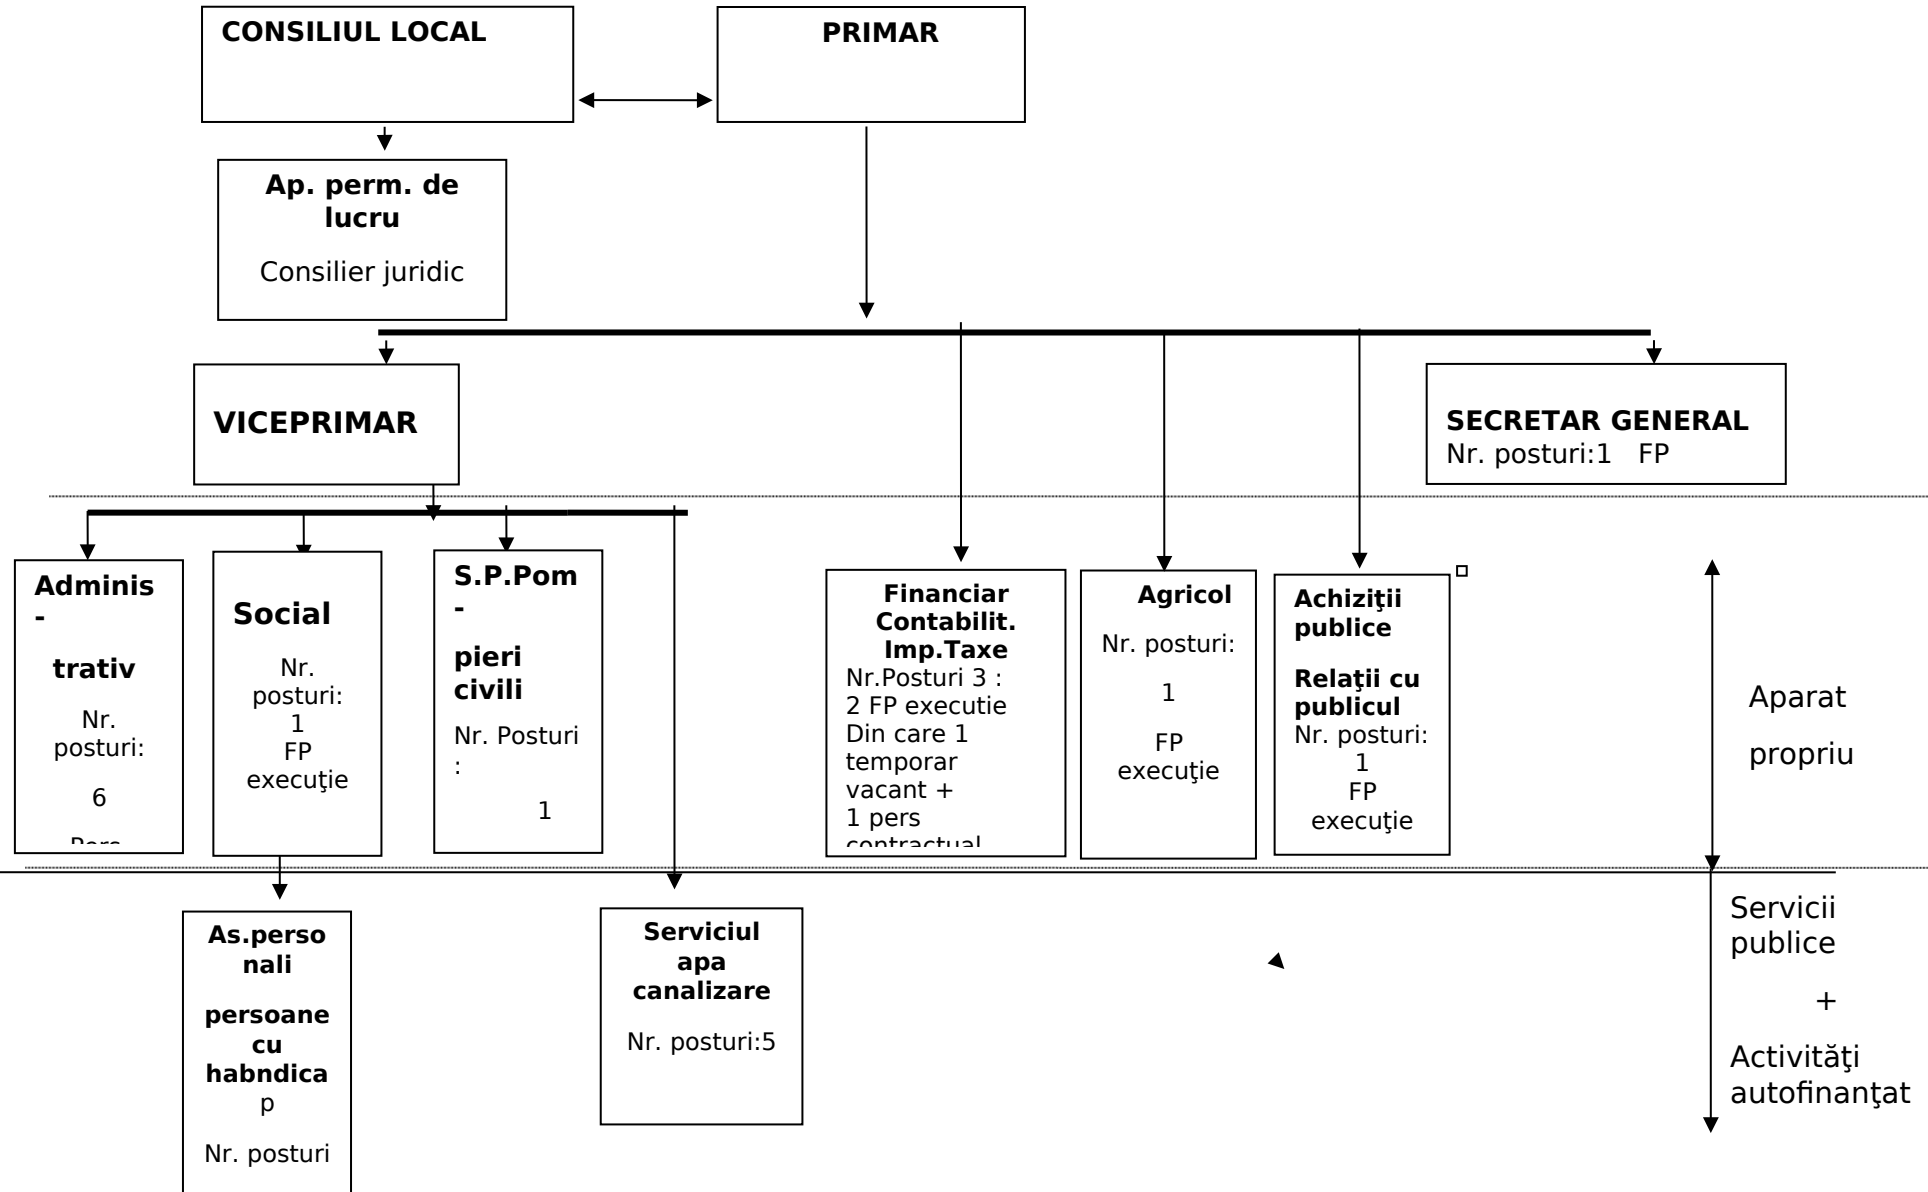 CONSILIUL LOCAL
PRIMAR
Ap. perm. de
lucru
Consilier juridic
VICEPRIMAR
SECRETAR GENERAL
Nr. posturi:1 FP
Adminis
-
trativ
Nr.
posturi:
6
Pers
Social
Nr.
posturi:
1
FP
execuţie
S.P.Pom
-
pieri
civili
Nr. Posturi
:
1
Financiar
Contabilit.
Imp.Taxe
Nr.Posturi 3 :
2 FP executie
Din care 1
temporar
vacant +
1 pers
contractual
Agricol
Nr. posturi:
1
FP
execuţie
Achiziţii
publice
Relaţii cu
publicul
Nr. posturi:
1
FP
execuţie
Aparat
propriu
As.perso
nali
persoane
cu
habndica
p
Nr. posturi
Serviciul
apa
canalizare
Nr. posturi:5
Servicii
publice
+
Activităţi
autofinanţat